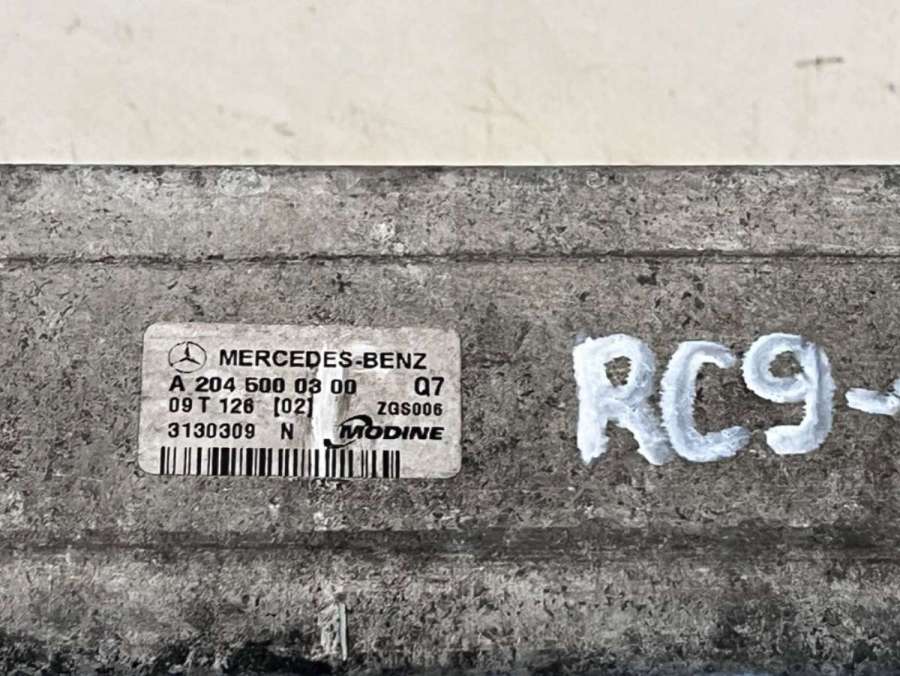 MERCEDES-BENZ
A 204 500 03 00 Q7
09 T 126 [02] ZGS006
3130309 N MODINE
RC9-